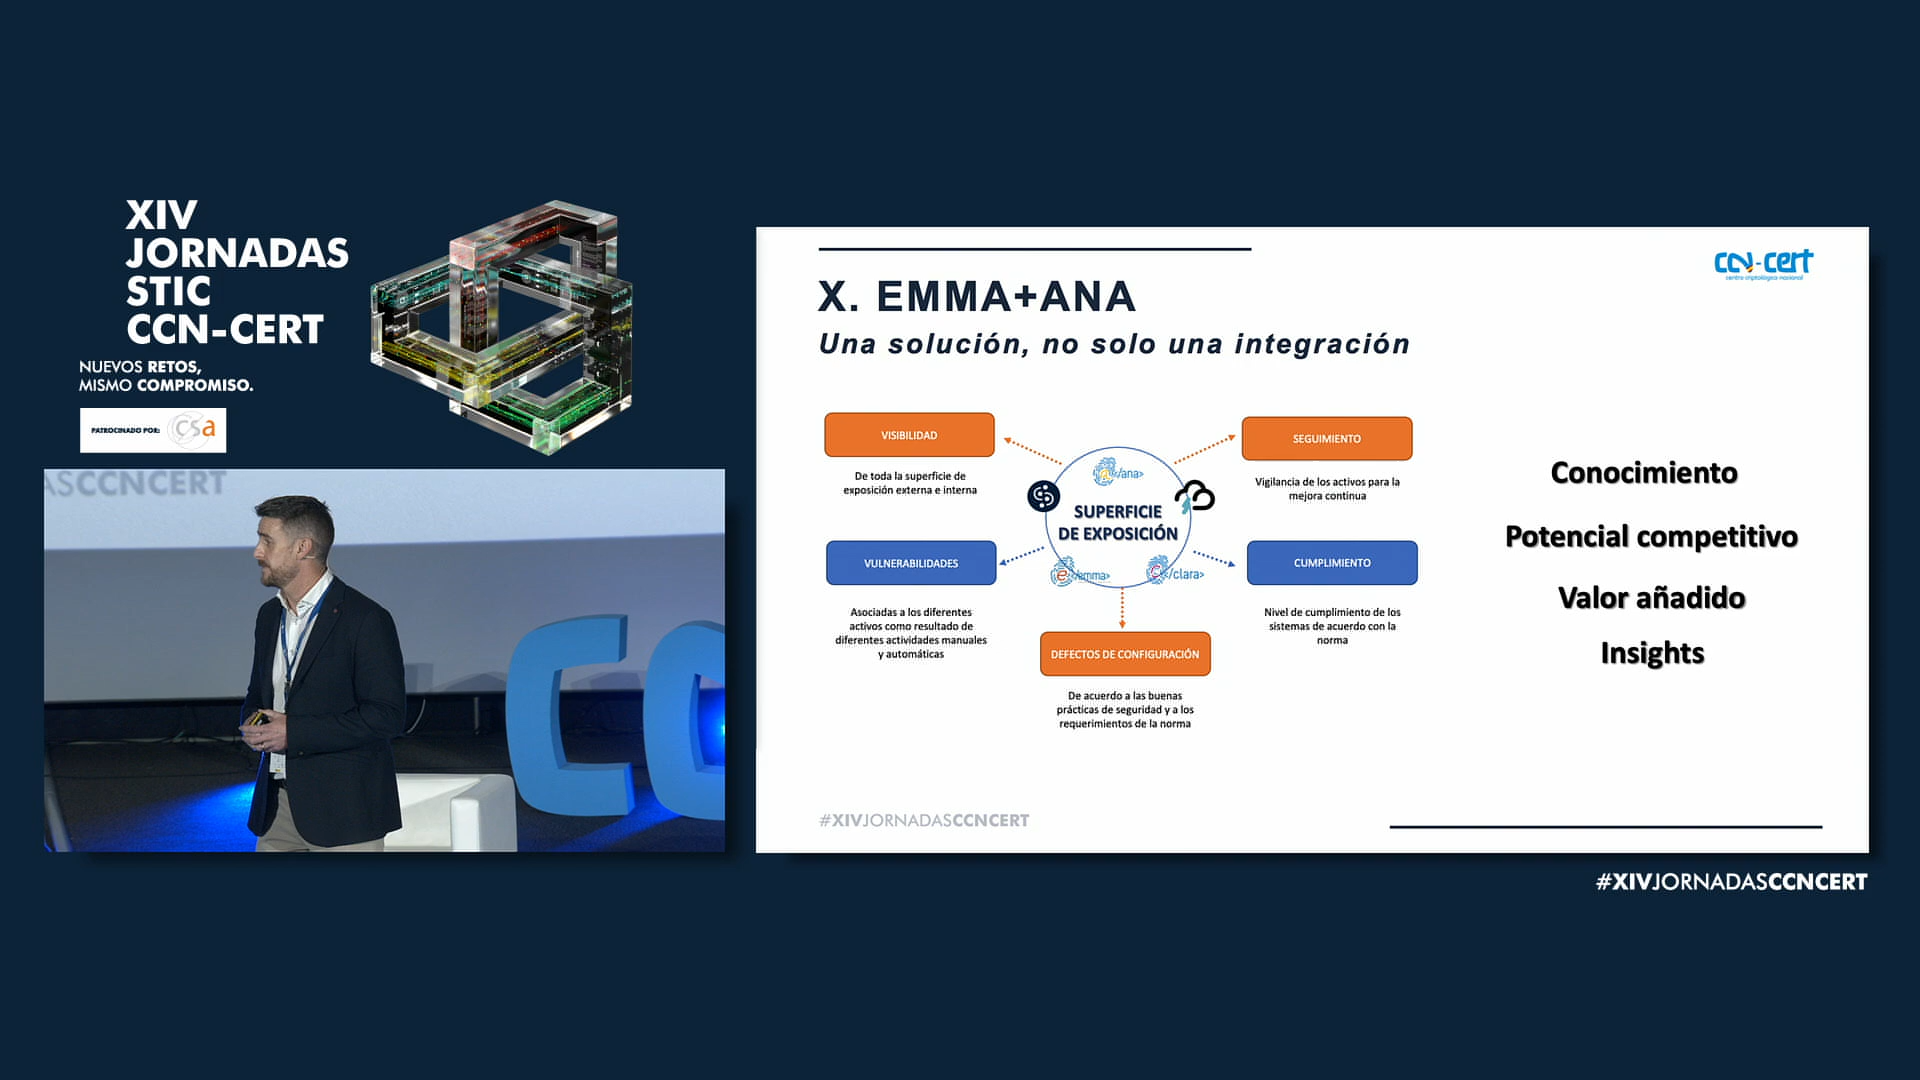 XIV
JORNADAS
STIC
CCN-CERT
NUEVOS RETOS,
MISMO COMPROMISO.
PATROCINADO POR:
csa
ASCCNCERT
CC
ccn-cert
centro criptológico nacional
X. EMMA+ANA
Una solución, no solo una integración
VISIBILIDAD
De toda la superficie de
exposición externa e interna
SEGUIMIENTO
Vigilancia de los activos para la
mejora continua
a</ana>
SUPERFICIE
DE EXPOSICIÓN
e</emma>
c</clara>
VULNERABILIDADES
Asociadas a los diferentes
activos como resultado de
diferentes actividades manuales
y automáticas
CUMPLIMIENTO
Nivel de cumplimiento de los
sistemas de acuerdo con la
norma
DEFECTOS DE CONFIGURACIÓN
De acuerdo a las buenas
prácticas de seguridad y a los
requerimientos de la norma
Conocimiento
Potencial competitivo
Valor añadido
Insights
#XIVJORNADASCCNCERT
#XIVJORNADASCCNCERT